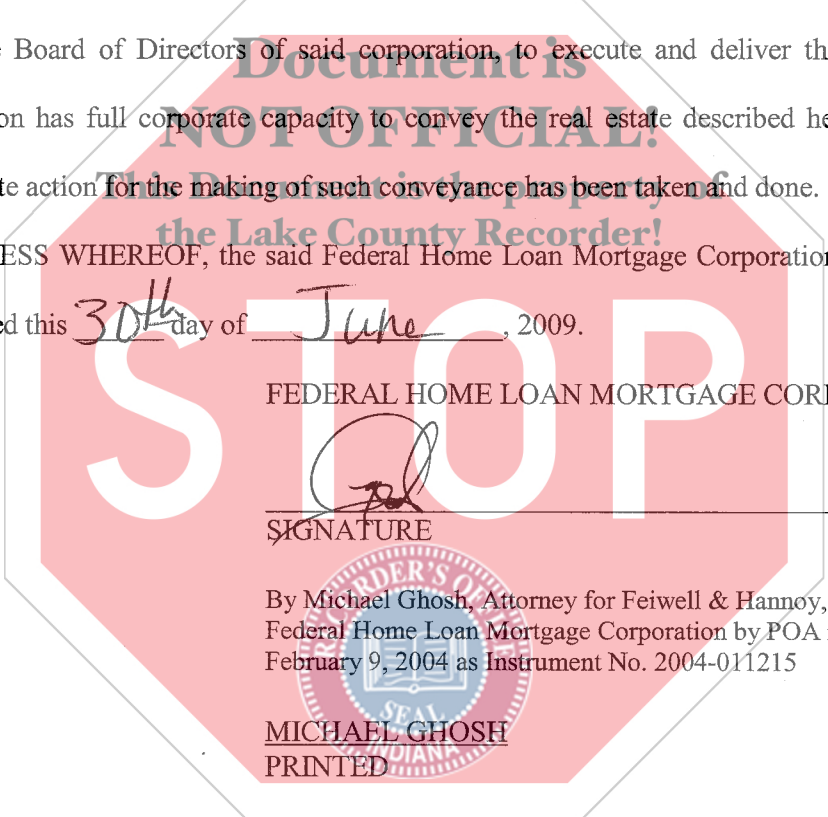 Document is
e Board of Directors of said corporation, to execute and deliver th
NOT OFFICIAL!
on has full corporate capacity to convey the real estate described he
This Document is the property of
te action for the making of such conveyance has been taken and done.
the Lake County Recorder!
ESS WHEREOF, the said Federal Home Loan Mortgage Corporation
ed this 30th day of June, 2009.
STOP
FEDERAL HOME LOAN MORTGAGE COR
SIGNATURE
By Michael Ghosh, Attorney for Feiwell & Hannoy,
Federal Home Loan Mortgage Corporation by POA
February 9, 2004 as Instrument No. 2004-011215
RECORDER'S OFFICE
SEAL
INDIANA
MICHAEL GHOSH
PRINTED